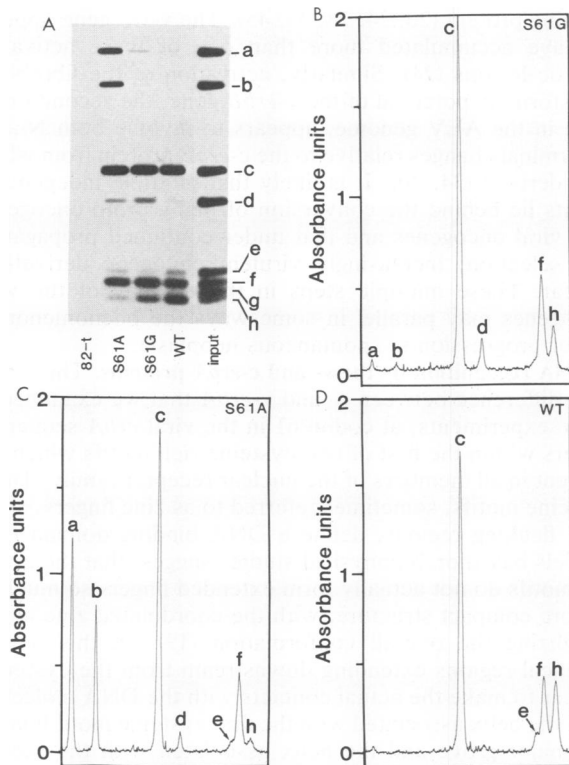 A
-a
-b
-c
-d
e
g
h
82-t
S61A
S61G
WT
input
B
S61G
2
1
0
Absorbance units
c
a
b
d
f
h
C
S61A
2
1
0
Absorbance units
a
b
c
d
e
f
h
D
WT
2
1
0
Absorbance units
c
e
f
h